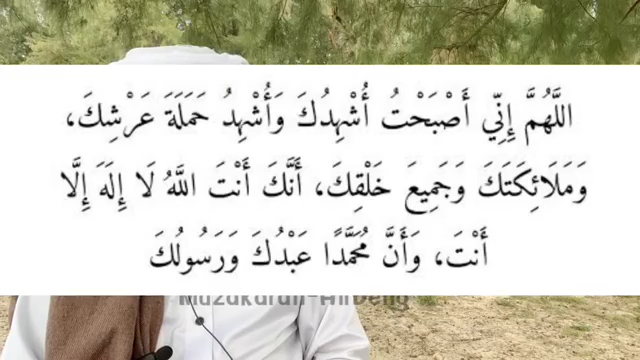 اللَّهُمَّ إِنِّي أَصْبَحْتُ أُشْهِدُكَ وَأُشْهِدُ حَمَلَةَ عَرْشِكَ،
وَمَلَائِكَتَكَ وَجَمِيعَ خَلْقِكَ، أَنَّكَ أَنْتَ اللَّهُ لَا إِلَهَ إِلَّا
أَنْتَ، وَأَنَّ مُحَمَّدًا عَبْدُكَ وَرَسُولُكَ